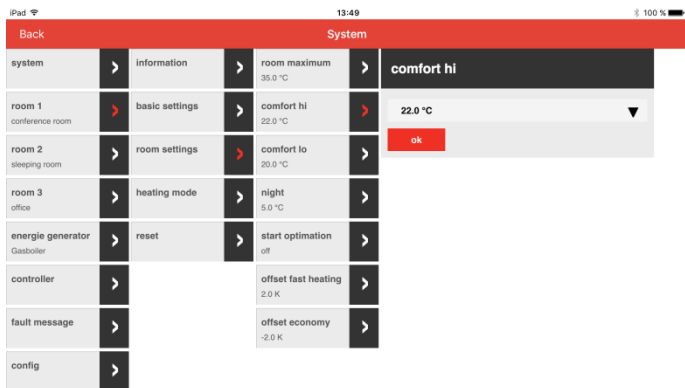 iPad 13:49 100 %
Back System
system
room 1
conference room
room 2
sleeping room
room 3
office
energie generator
Gasboiler
controller
fault message
config
information
basic settings
room settings
heating mode
reset
room maximum
35.0 °C
comfort hi
22.0 °C
comfort lo
20.0 °C
night
5.0 °C
start optimation
off
offset fast heating
2.0 K
offset economy
-2.0 K
comfort hi
22.0 °C
ok